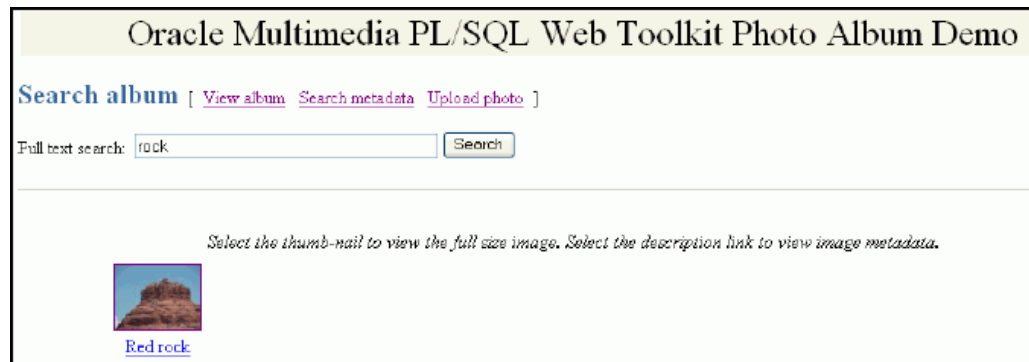 Oracle Multimedia PL/SQL Web Toolkit Photo Album Demo
Search album [ View album Search metadata Upload photo ]
Full text search: rock Search
Select the thumb-nail to view the full size image. Select the description link to view image metadata.
Red rock